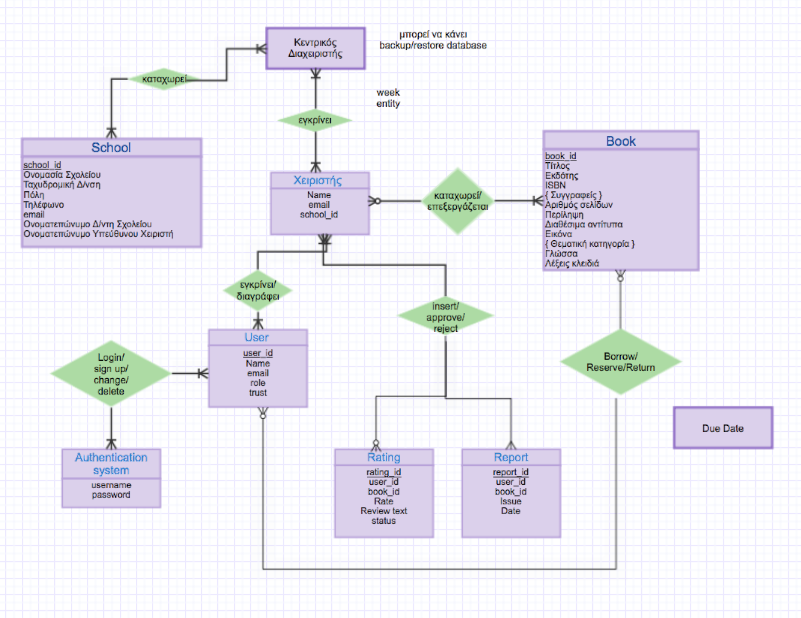 Κεντρικός
Διαχειριστής
μπορεί να κάνει
backup/restore database
καταχωρεί
week
entity
εγκρίνει
School
school_id
Ονομασία Σχολείου
Ταχυδρομική Δ/νση
Πόλη
Τηλέφωνο
email
Ονοματεπώνυμο Δ/ντη Σχολείου
Ονοματεπώνυμο Υπεύθυνου Χειριστή
Χειριστής
Name
email
school_id
καταχωρεί/
επεξεργάζεται
Book
book_id
Τίτλος
Εκδότης
ISBN
{ Συγγραφείς }
Αριθμός σελίδων
Περίληψη
Διαθέσιμα αντίτυπα
Εικόνα
{ Θεματική κατηγορία }
Γλώσσα
Λέξεις κλειδιά
εγκρίνει/
διαγράφει
insert/
approve/
reject
User
user_id
Name
email
role
trust
Login/
sign up/
change/
delete
Borrow/
Reserve/Return
Due Date
Authentication
system
username
password
Rating
rating_id
user_id
book_id
Rate
Review text
status
Report
report_id
user_id
book_id
Issue
Date